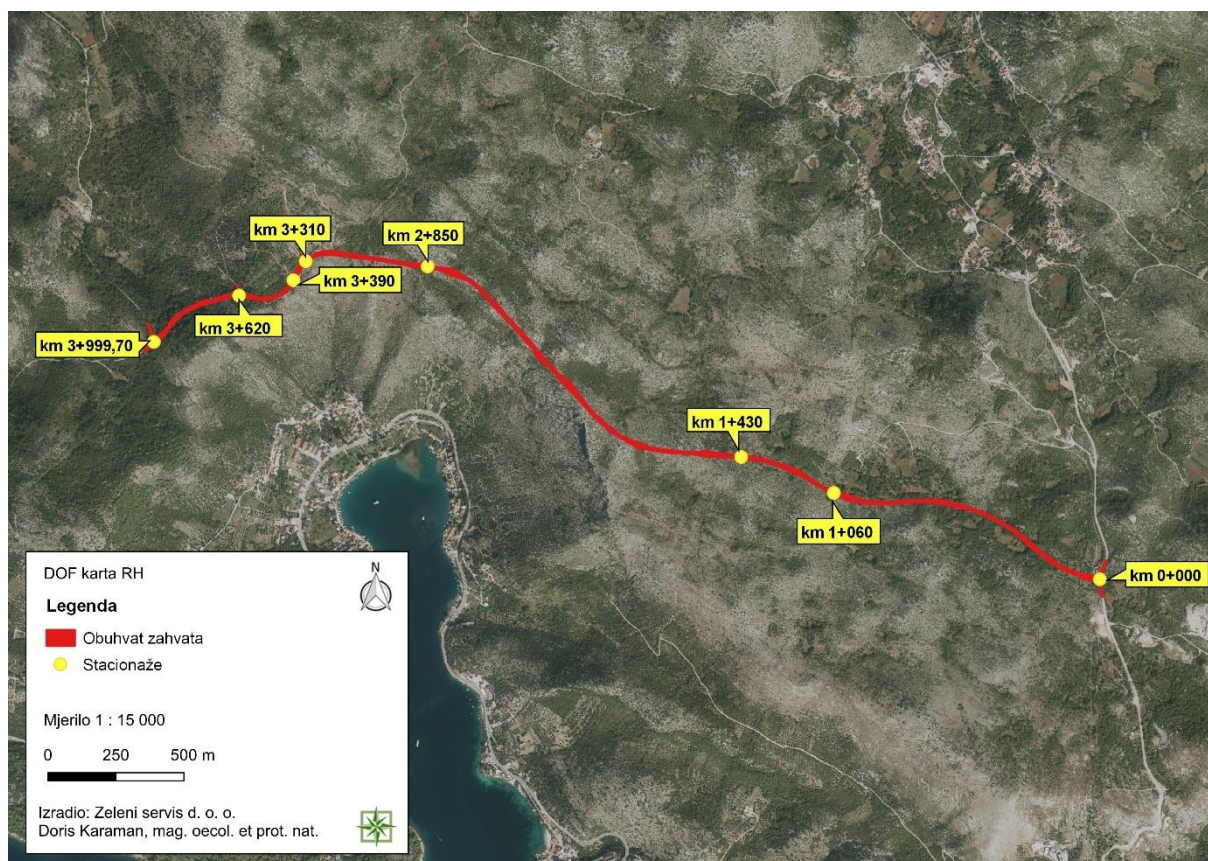 km 3+310
km 2+850
km 3+390
km 3+620
km 3+999,70
km 1+430
km 1+060
km 0+000
DOF karta RH
N
Legenda
Obuhvat zahvata
Stacionaže
Mjerilo 1 : 15 000
0 250 500 m
Izradio: Zeleni servis d. o. o.
Doris Karaman, mag. oecol. et prot. nat.